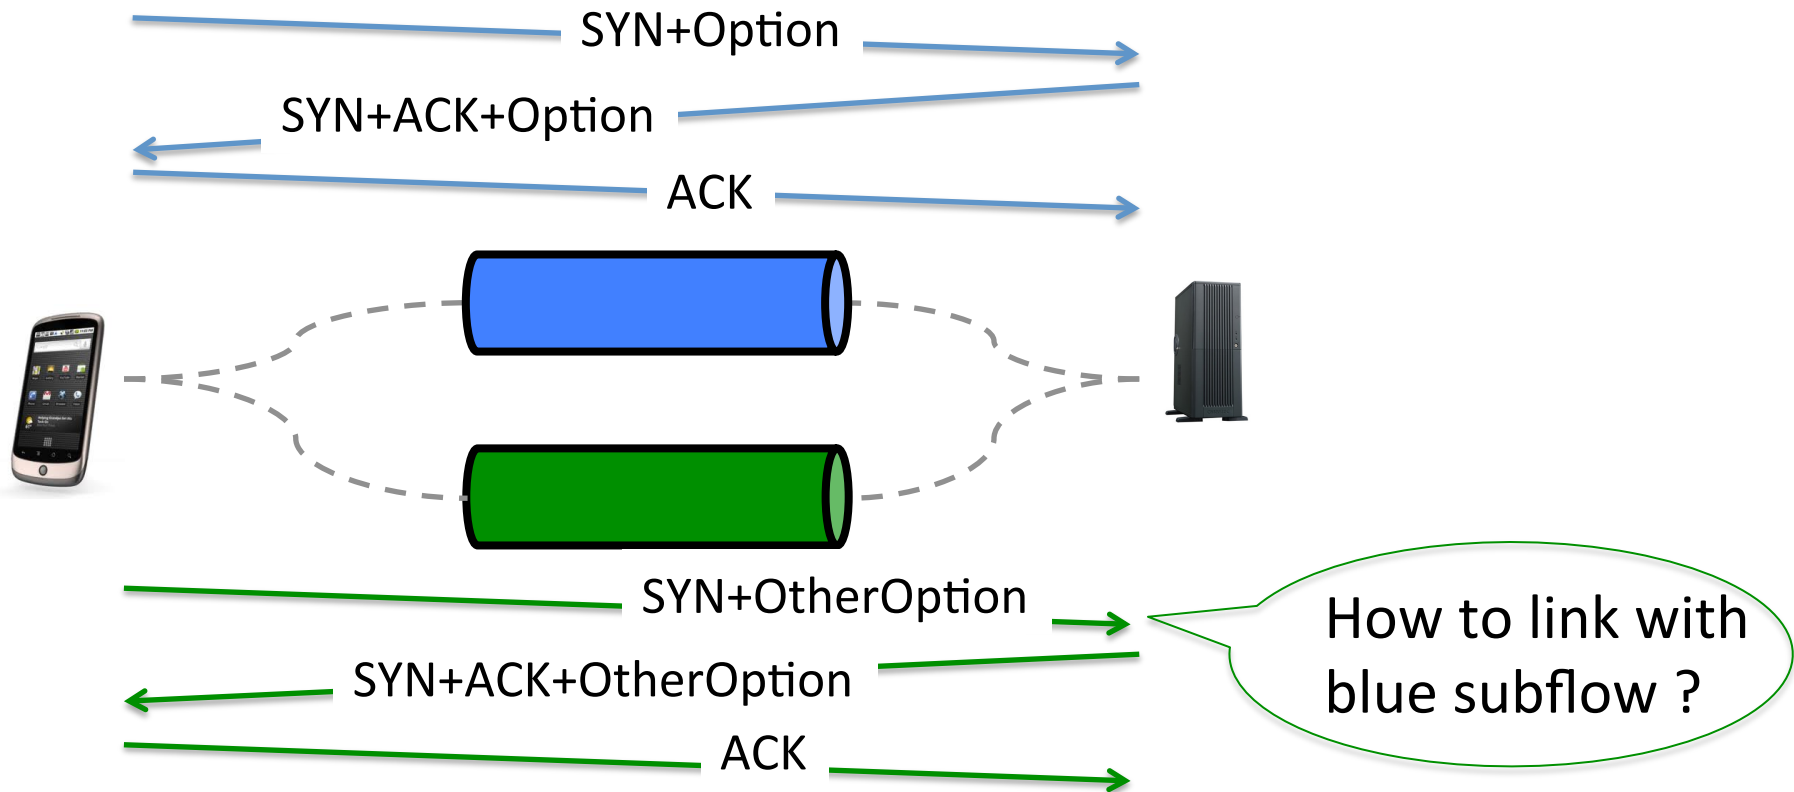 SYN+Option
SYN+ACK+Option
ACK
SYN+OtherOption
How to link with
blue subflow ?
SYN+ACK+OtherOption
ACK